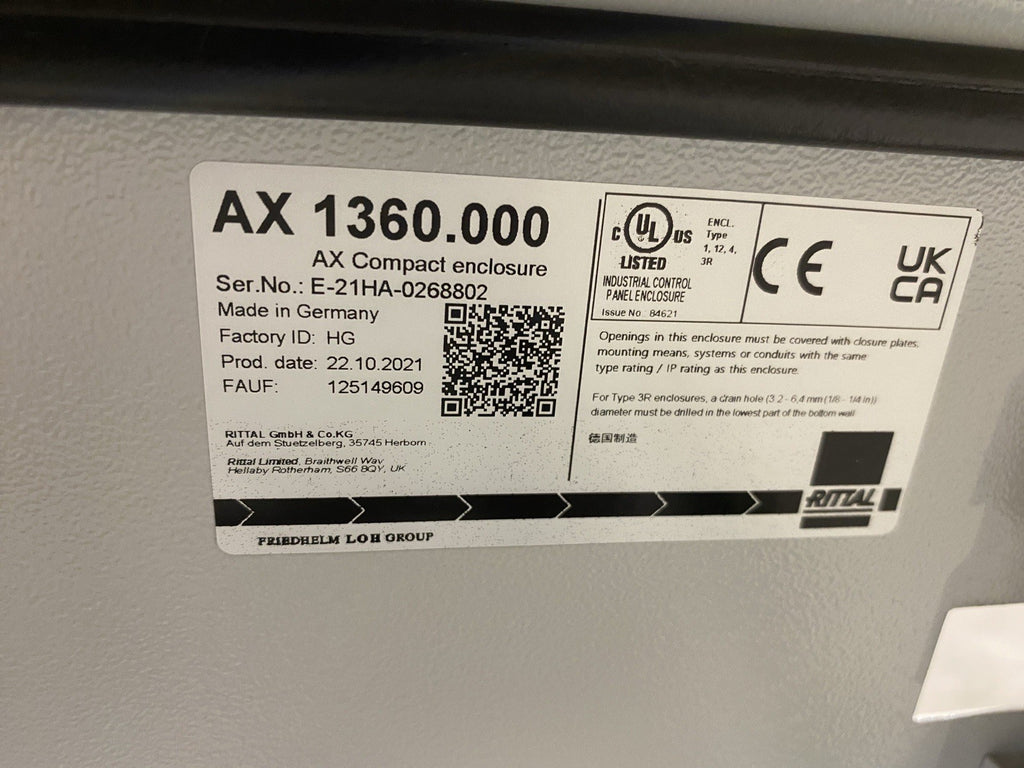 AX 1360.000
AX Compact enclosure
Ser.No.: E-21HA-0268802
Made in Germany
Factory ID: HG
Prod. date: 22.10.2021
FAUF: 125149609
RITTAL GmbH & Co.KG
Auf dem Stuetzelberg, 35745 Herborn
Rittal Limited, Braithwell Way
Hellaby Rotherham, S66 8QY, UK
C UL US
LISTED
ENCL.
Type
1, 12, 4,
3R
INDUSTRIAL CONTROL
PANEL ENCLOSURE
Issue No. 84621
CE
UK
CA
Openings in this enclosure must be covered with closure plates,
mounting means, systems or conduits with the same
type rating / IP rating as this enclosure.
For Type 3R enclosures, a drain hole (3.2 - 6,4 mm (1/8 - 1/4 in))
diameter must be drilled in the lowest part of the bottom wall
德国制造
RITTAL
FRIEDHELM LOH GROUP